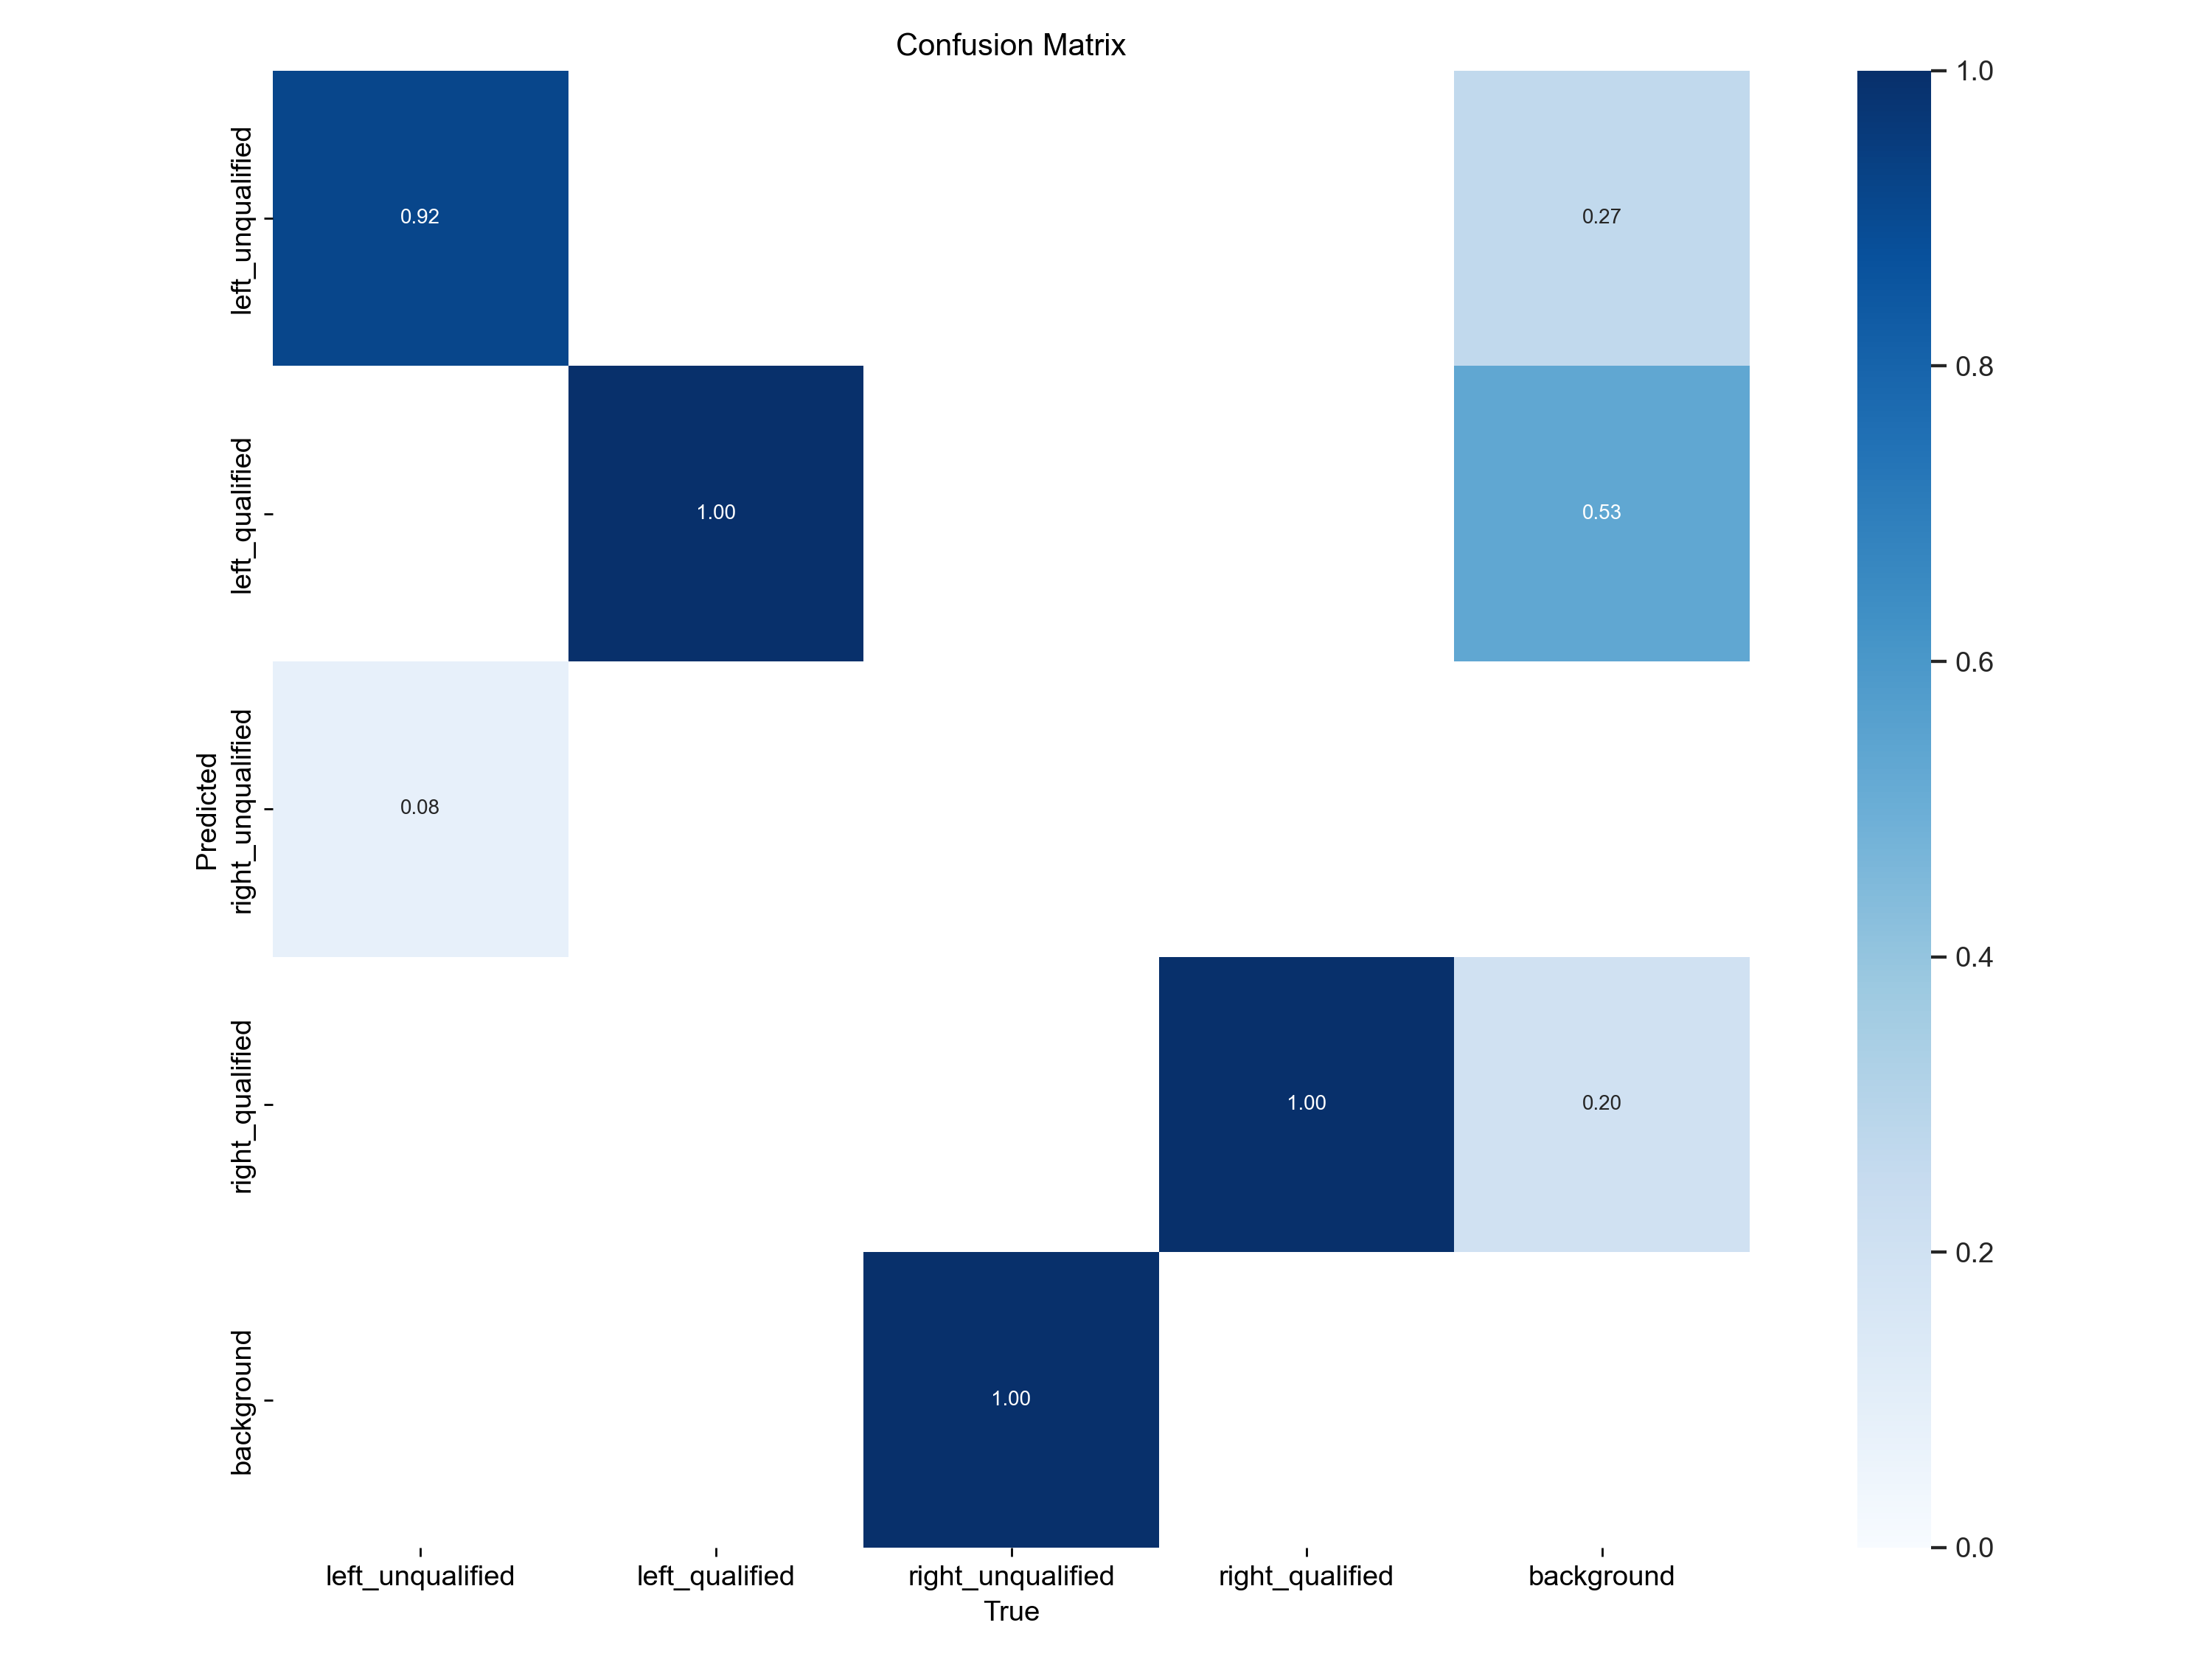 Confusion Matrix
left_unqualified
left_qualified
right_unqualified
right_qualified
background
Predicted
0.92
0.27
1.00
0.53
0.08
1.00
0.20
1.00
left_unqualified
left_qualified
right_unqualified
right_qualified
background
True
1.0
0.8
0.6
0.4
0.2
0.0